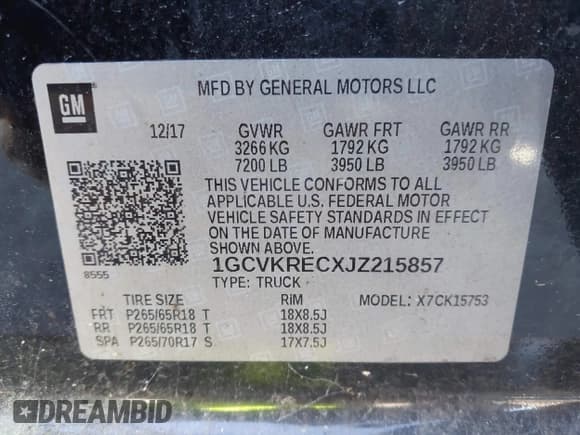 GM
MFD BY GENERAL MOTORS LLC
12/17 GVWR GAWR FRT GAWR RR
3266 KG 1792 KG 1792 KG
7200 LB 3950 LB 3950 LB
THIS VEHICLE CONFORMS TO ALL
APPLICABLE U.S. FEDERAL MOTOR
VEHICLE SAFETY STANDARDS IN EFFECT
ON THE DATE OF MANUFACTURE
SHOWN ABOVE.
8555
1GCVKRECXJZ215857
TYPE: TRUCK
TIRE SIZE RIM MODEL: X7CK15753
FRT P265/65R18 T 18X8.5J
RR P265/65R18 T 18X8.5J
SPA P265/70R17 S 17X7.5J
DREAMBID